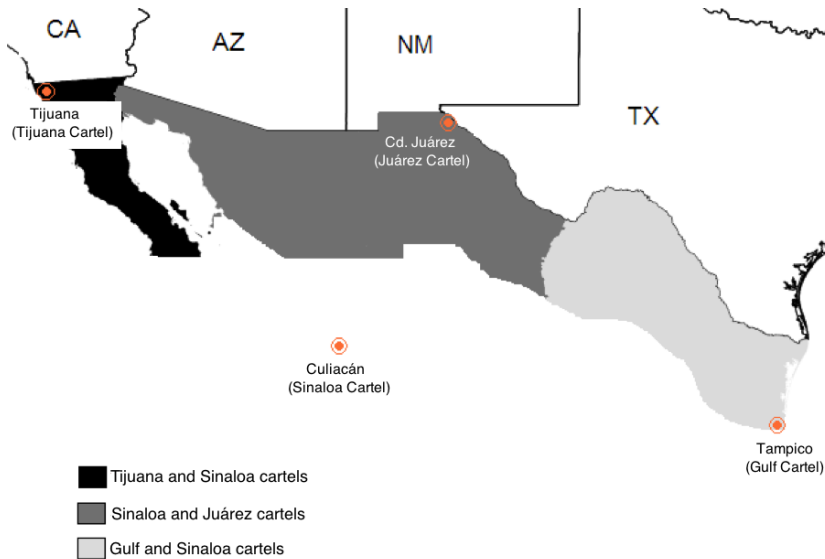 CA
AZ
NM
TX
Tijuana
(Tijuana Cartel)
Cd. Juárez
(Juárez Cartel)
Culiacán
(Sinaloa Cartel)
Tampico
(Gulf Cartel)
Tijuana and Sinaloa cartels
Sinaloa and Juárez cartels
Gulf and Sinaloa cartels